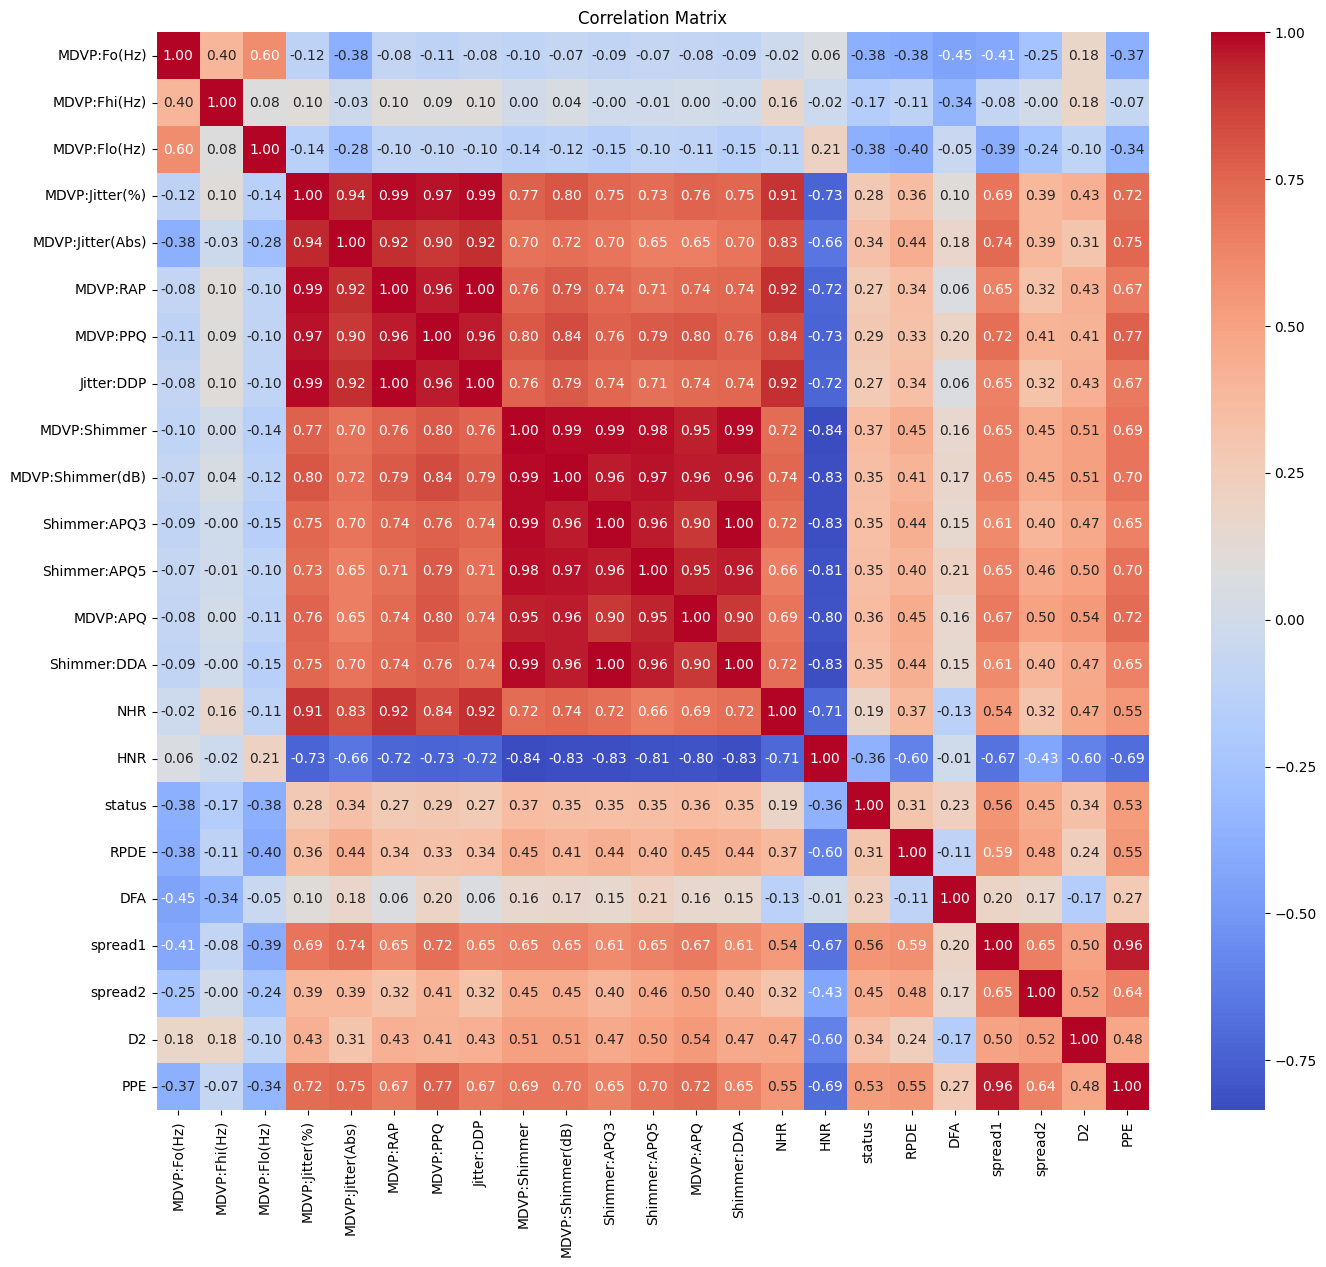 Correlation Matrix
MDVP:Fo(Hz) 1.00 0.40 0.60 -0.12 -0.38 -0.08 -0.11 -0.08 -0.10 -0.07 -0.09 -0.07 -0.08 -0.09 -0.02 0.06 -0.38 -0.38 -0.45 -0.41 -0.25 0.18 -0.37
MDVP:Fhi(Hz) 0.40 1.00 0.08 0.10 -0.03 0.10 0.09 0.10 0.00 0.04 -0.00 -0.01 0.00 -0.00 0.16 -0.02 -0.17 -0.11 -0.34 -0.08 -0.00 0.18 -0.07
MDVP:Flo(Hz) 0.60 0.08 1.00 -0.14 -0.28 -0.10 -0.10 -0.10 -0.14 -0.12 -0.15 -0.10 -0.11 -0.15 -0.11 0.21 -0.38 -0.40 -0.05 -0.39 -0.24 -0.10 -0.34
MDVP:Jitter(%) -0.12 0.10 -0.14 1.00 0.94 0.99 0.97 0.99 0.77 0.80 0.75 0.73 0.76 0.75 0.91 -0.73 0.28 0.36 0.10 0.69 0.39 0.43 0.72
MDVP:Jitter(Abs) -0.38 -0.03 -0.28 0.94 1.00 0.92 0.90 0.92 0.70 0.72 0.70 0.65 0.65 0.70 0.83 -0.66 0.34 0.44 0.18 0.74 0.39 0.31 0.75
MDVP:RAP -0.08 0.10 -0.10 0.99 0.92 1.00 0.96 1.00 0.76 0.79 0.74 0.71 0.74 0.74 0.92 -0.72 0.27 0.34 0.06 0.65 0.32 0.43 0.67
MDVP:PPQ -0.11 0.09 -0.10 0.97 0.90 0.96 1.00 0.96 0.80 0.84 0.76 0.79 0.80 0.76 0.84 -0.73 0.29 0.33 0.20 0.72 0.41 0.41 0.77
Jitter:DDP -0.08 0.10 -0.10 0.99 0.92 1.00 0.96 1.00 0.76 0.79 0.74 0.71 0.74 0.74 0.92 -0.72 0.27 0.34 0.06 0.65 0.32 0.43 0.67
MDVP:Shimmer -0.10 0.00 -0.14 0.77 0.70 0.76 0.80 0.76 1.00 0.99 0.99 0.98 0.95 0.99 0.72 -0.84 0.37 0.45 0.16 0.65 0.45 0.51 0.69
MDVP:Shimmer(dB) -0.07 0.04 -0.12 0.80 0.72 0.79 0.84 0.79 0.99 1.00 0.96 0.97 0.96 0.96 0.74 -0.83 0.35 0.41 0.17 0.65 0.45 0.51 0.70
Shimmer:APQ3 -0.09 -0.00 -0.15 0.75 0.70 0.74 0.76 0.74 0.99 0.96 1.00 0.96 0.90 1.00 0.72 -0.83 0.35 0.44 0.15 0.61 0.40 0.47 0.65
Shimmer:APQ5 -0.07 -0.01 -0.10 0.73 0.65 0.71 0.79 0.71 0.98 0.97 0.96 1.00 0.95 0.96 0.66 -0.81 0.35 0.40 0.21 0.65 0.46 0.50 0.70
MDVP:APQ -0.08 0.00 -0.11 0.76 0.65 0.74 0.80 0.74 0.95 0.96 0.90 0.95 1.00 0.90 0.69 -0.80 0.36 0.45 0.16 0.67 0.50 0.54 0.72
Shimmer:DDA -0.09 -0.00 -0.15 0.75 0.70 0.74 0.76 0.74 0.99 0.96 1.00 0.96 0.90 1.00 0.72 -0.83 0.35 0.44 0.15 0.61 0.40 0.47 0.65
NHR -0.02 0.16 -0.11 0.91 0.83 0.92 0.84 0.92 0.72 0.74 0.72 0.66 0.69 0.72 1.00 -0.71 0.19 0.37 -0.13 0.54 0.32 0.47 0.55
HNR 0.06 -0.02 0.21 -0.73 -0.66 -0.72 -0.73 -0.72 -0.84 -0.83 -0.83 -0.81 -0.80 -0.83 -0.71 1.00 -0.36 -0.60 -0.01 -0.67 -0.43 -0.60 -0.69
status -0.38 -0.17 -0.38 0.28 0.34 0.27 0.29 0.27 0.37 0.35 0.35 0.35 0.36 0.35 0.19 -0.36 1.00 0.31 0.23 0.56 0.45 0.34 0.53
RPDE -0.38 -0.11 -0.40 0.36 0.44 0.34 0.33 0.34 0.45 0.41 0.44 0.40 0.45 0.44 0.37 -0.60 0.31 1.00 -0.11 0.59 0.48 0.24 0.55
DFA -0.45 -0.34 -0.05 0.10 0.18 0.06 0.20 0.06 0.16 0.17 0.15 0.21 0.16 0.15 -0.13 -0.01 0.23 -0.11 1.00 0.20 0.17 -0.17 0.27
spread1 -0.41 -0.08 -0.39 0.69 0.74 0.65 0.72 0.65 0.65 0.65 0.61 0.65 0.67 0.61 0.54 -0.67 0.56 0.59 0.20 1.00 0.65 0.50 0.96
spread2 -0.25 -0.00 -0.24 0.39 0.39 0.32 0.41 0.32 0.45 0.45 0.40 0.46 0.50 0.40 0.32 -0.43 0.45 0.48 0.17 0.65 1.00 0.52 0.64
D2 0.18 0.18 -0.10 0.43 0.31 0.43 0.41 0.43 0.51 0.51 0.47 0.50 0.54 0.47 0.47 -0.60 0.34 0.24 -0.17 0.50 0.52 1.00 0.48
PPE -0.37 -0.07 -0.34 0.72 0.75 0.67 0.77 0.67 0.69 0.70 0.65 0.70 0.72 0.65 0.55 -0.69 0.53 0.55 0.27 0.96 0.64 0.48 1.00
MDVP:Fo(Hz)
MDVP:Fhi(Hz)
MDVP:Flo(Hz)
MDVP:Jitter(%)
MDVP:Jitter(Abs)
MDVP:RAP
MDVP:PPQ
Jitter:DDP
MDVP:Shimmer
MDVP:Shimmer(dB)
Shimmer:APQ3
Shimmer:APQ5
MDVP:APQ
Shimmer:DDA
NHR
HNR
status
RPDE
DFA
spread1
spread2
D2
PPE
1.00
0.75
0.50
0.25
0.00
−0.25
−0.50
−0.75